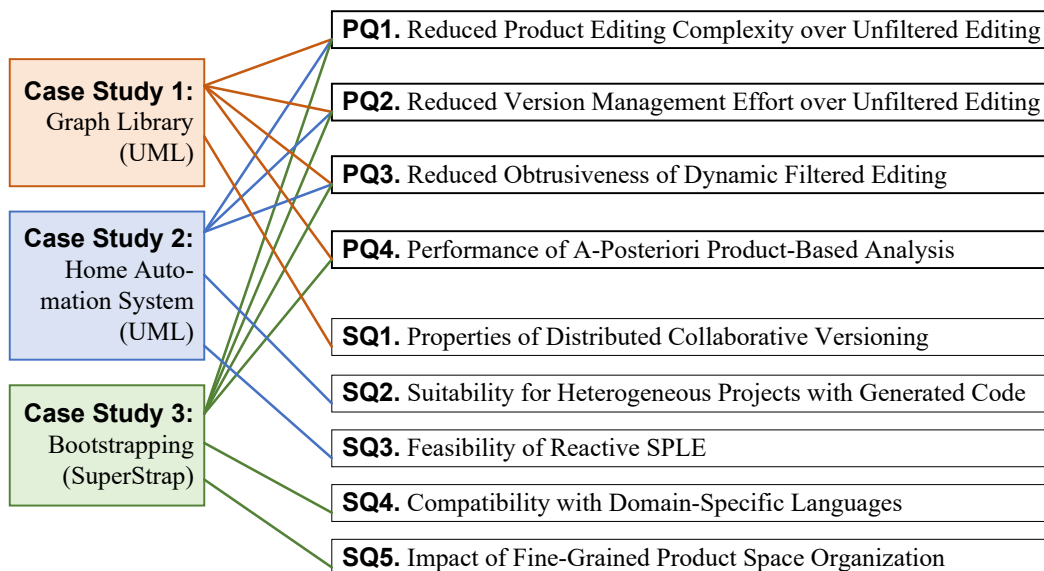 Case Study 1:
Graph Library
(UML)
Case Study 2:
Home Auto-
mation System
(UML)
Case Study 3:
Bootstrapping
(SuperStrap)
PQ1. Reduced Product Editing Complexity over Unfiltered Editing
PQ2. Reduced Version Management Effort over Unfiltered Editing
PQ3. Reduced Obtrusiveness of Dynamic Filtered Editing
PQ4. Performance of A-Posteriori Product-Based Analysis
SQ1. Properties of Distributed Collaborative Versioning
SQ2. Suitability for Heterogeneous Projects with Generated Code
SQ3. Feasibility of Reactive SPLE
SQ4. Compatibility with Domain-Specific Languages
SQ5. Impact of Fine-Grained Product Space Organization